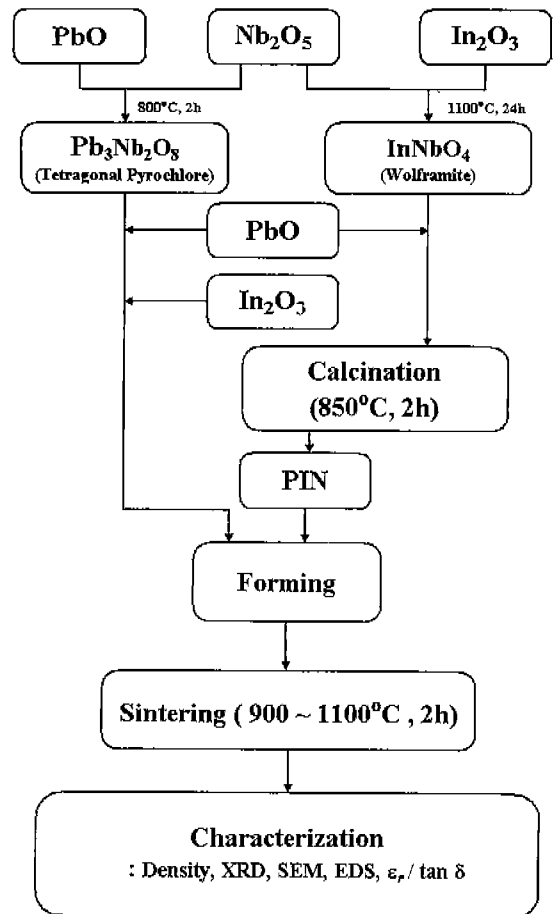 PbO
Nb₂O₅
In₂O₃
800°C, 2h
1100°C, 24h
Pb₃Nb₂O₈
(Tetragonal Pyrochlore)
InNbO₄
(Wolframite)
PbO
In₂O₃
Calcination
(850°C, 2h)
PIN
Forming
Sintering ( 900 ~ 1100°C , 2h)
Characterization
: Density, XRD, SEM, EDS, εᵣ / tan δ